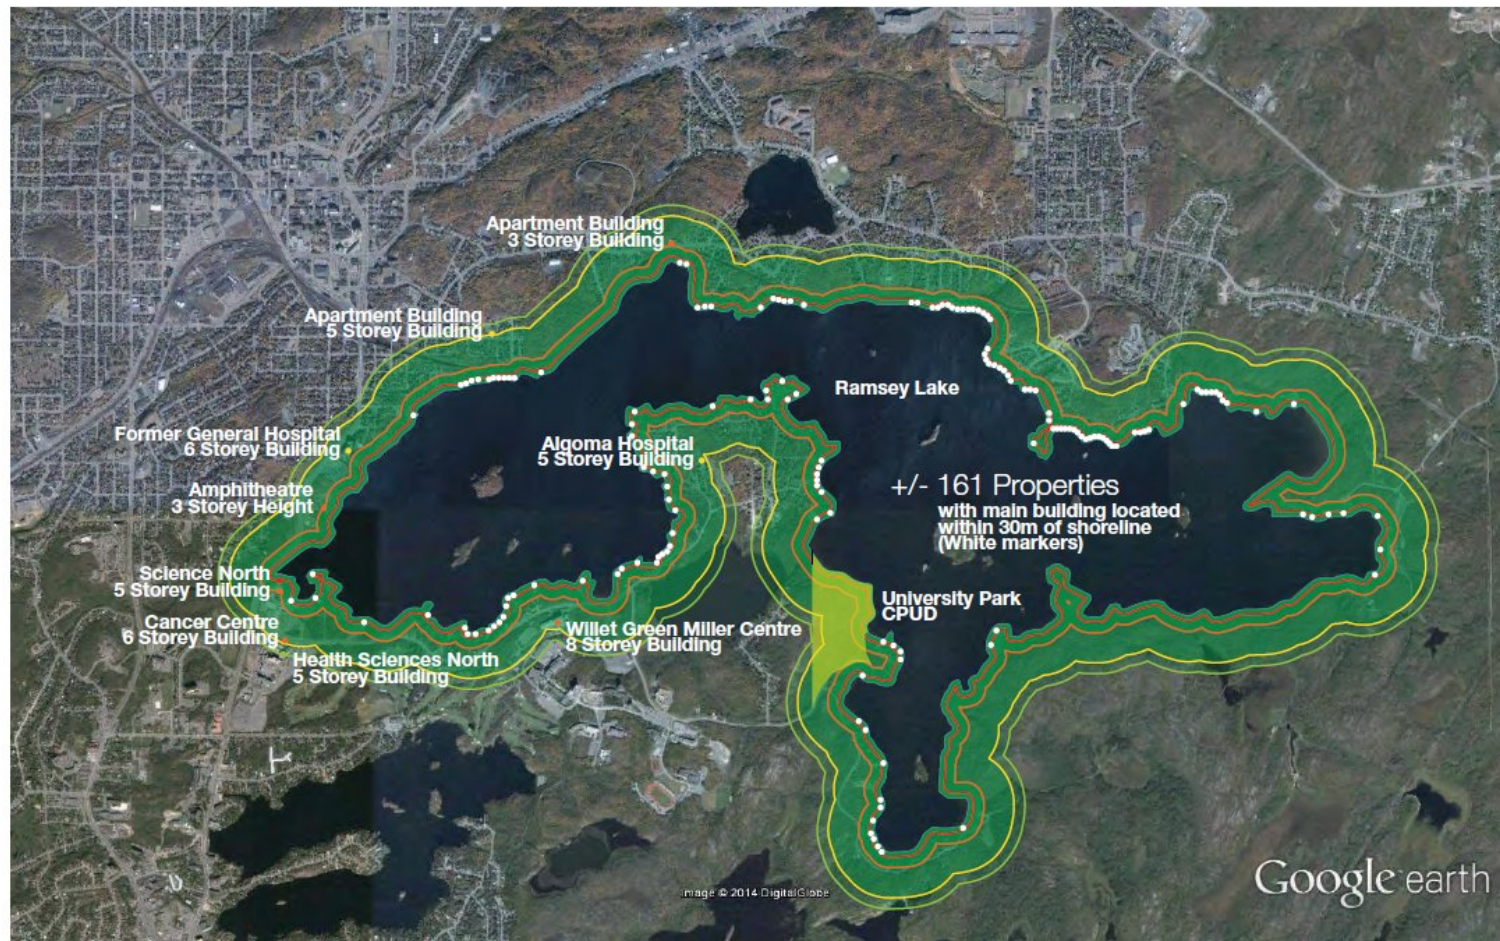 Apartment Building
3 Storey Building
Apartment Building
5 Storey Building
Ramsey Lake
Former General Hospital
6 Storey Building
Algoma Hospital
5 Storey Building
Amphitheatre
3 Storey Height
+/- 161 Properties
with main building located
within 30m of shoreline
(White markers)
Science North
5 Storey Building
University Park
CPUD
Cancer Centre
6 Storey Building
Willet Green Miller Centre
8 Storey Building
Health Sciences North
5 Storey Building
Image © 2014 DigitalGlobe
Google earth